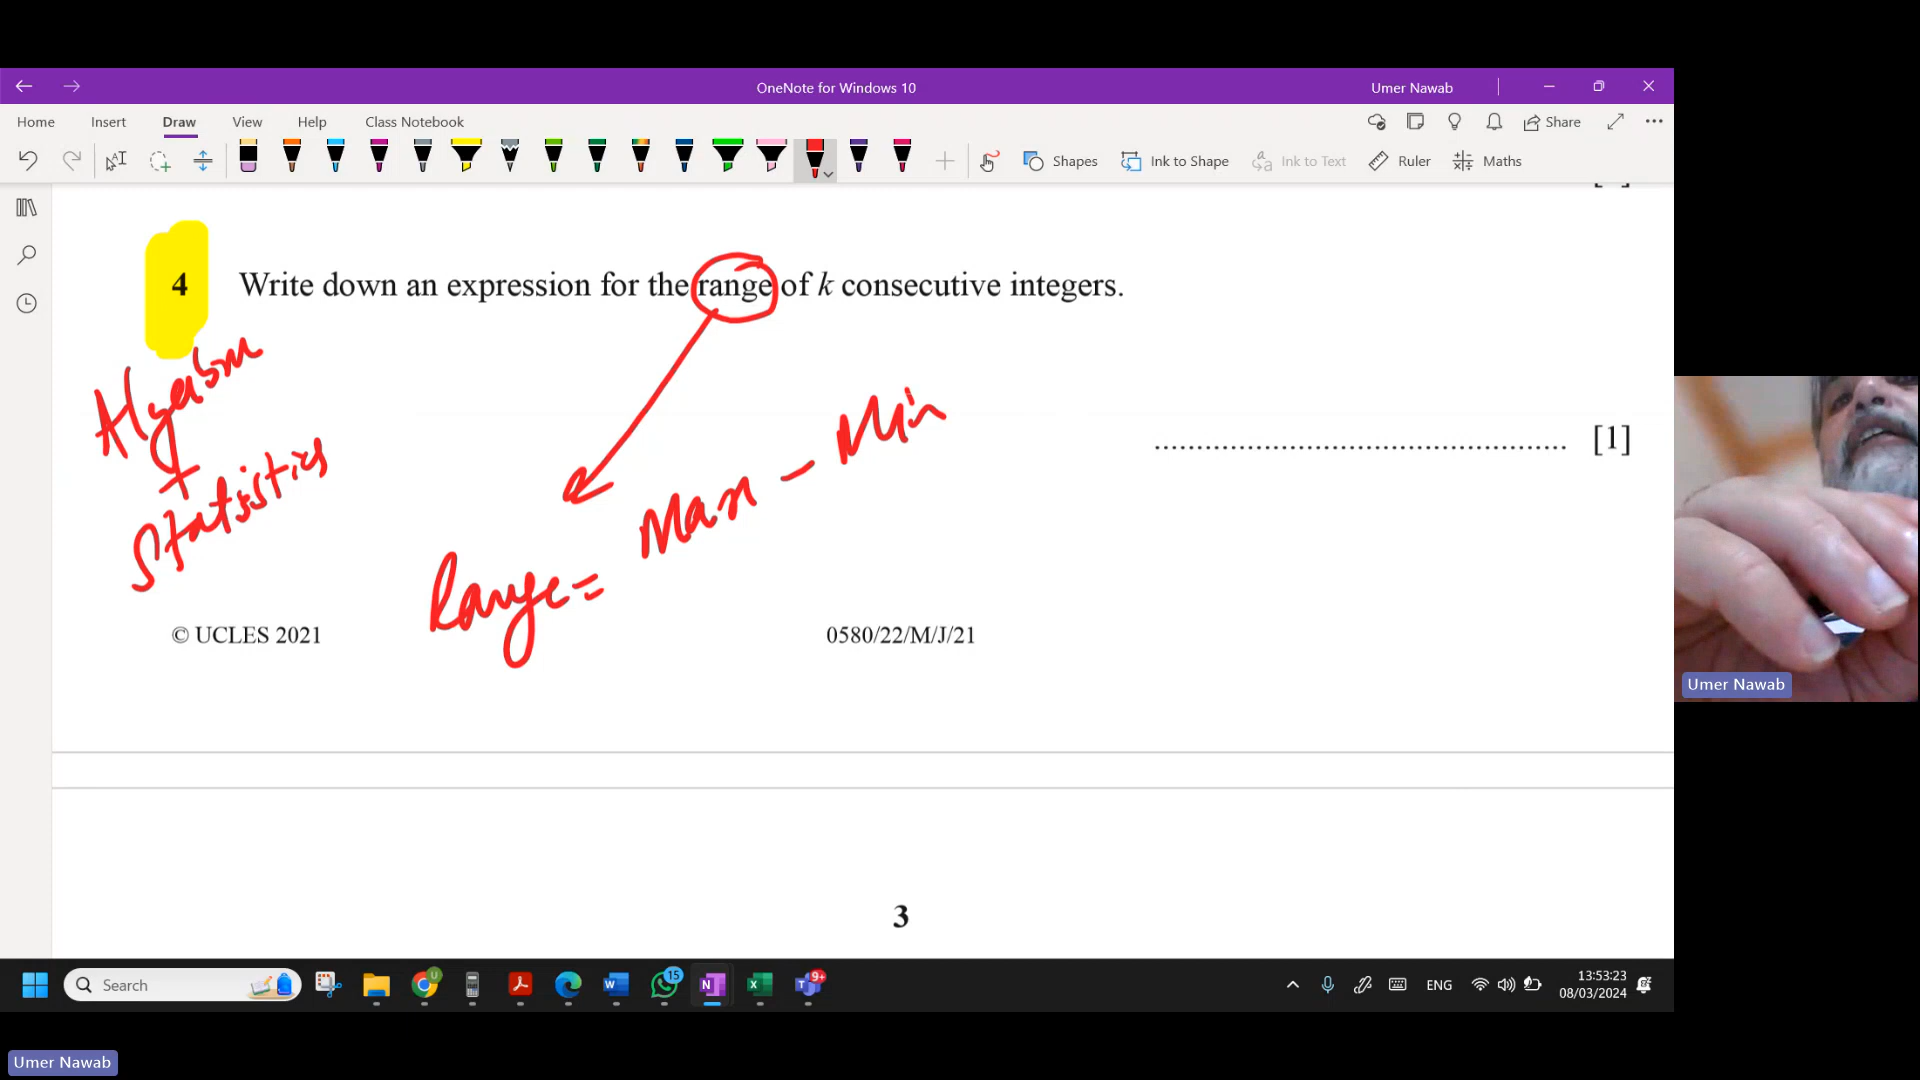 OneNote for Windows 10
Umer Nawab
Home Insert Draw View Help Class Notebook
Share
Shapes Ink to Shape Ink to Text Ruler Maths
4 Write down an expression for the range of k consecutive integers.
Algebra
+
Statistics
Range = Max - Min
[1]
© UCLES 2021
0580/22/M/J/21
3
Umer Nawab
Search
15
9+
ENG
13:53:23
08/03/2024
Umer Nawab